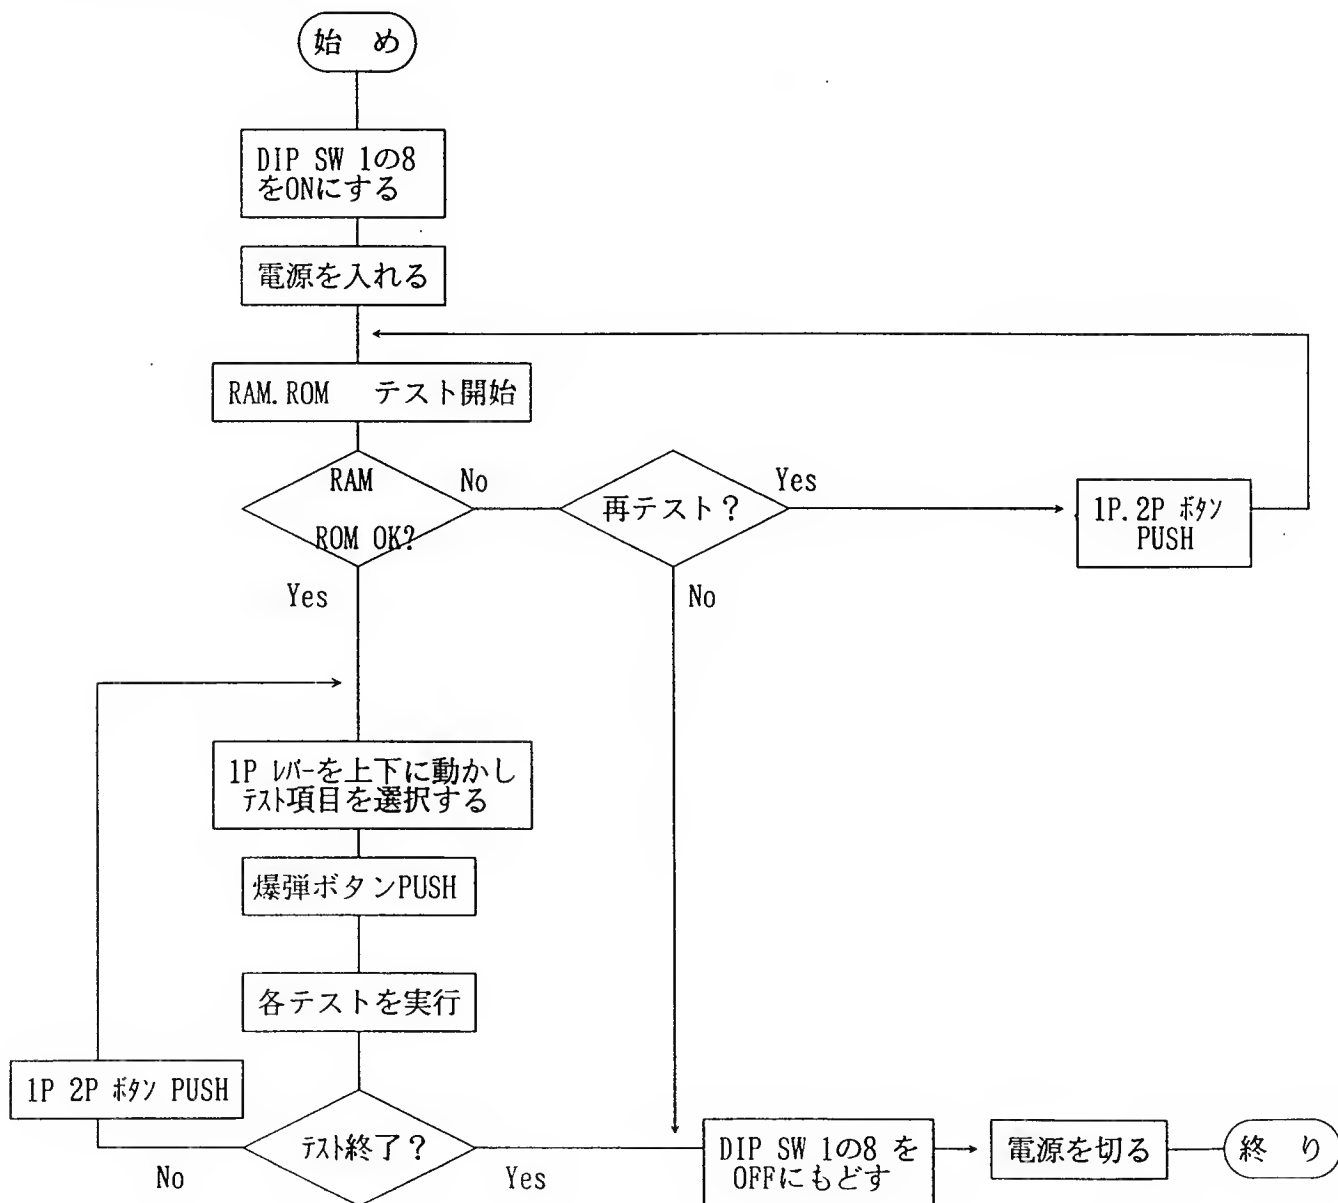 始 め
DIP SW 1の8
をONにする
電源を入れる
RAM.ROM テスト開始
RAM
ROM OK?
No
Yes
再テスト?
Yes
No
1P.2P ボタン
PUSH
1P レバーを上下に動かし
テスト項目を選択する
爆弾ボタンPUSH
各テストを実行
1P 2P ボタン PUSH
テスト終了?
No
Yes
DIP SW 1の8 を
OFFにもどす
電源を切る
終 り